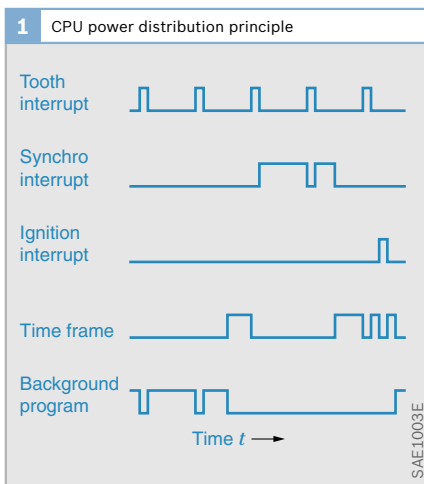 1 CPU power distribution principle
Tooth
interrupt
Synchro
interrupt
Ignition
interrupt
Time frame
Background
program
Time t
SAE1003E